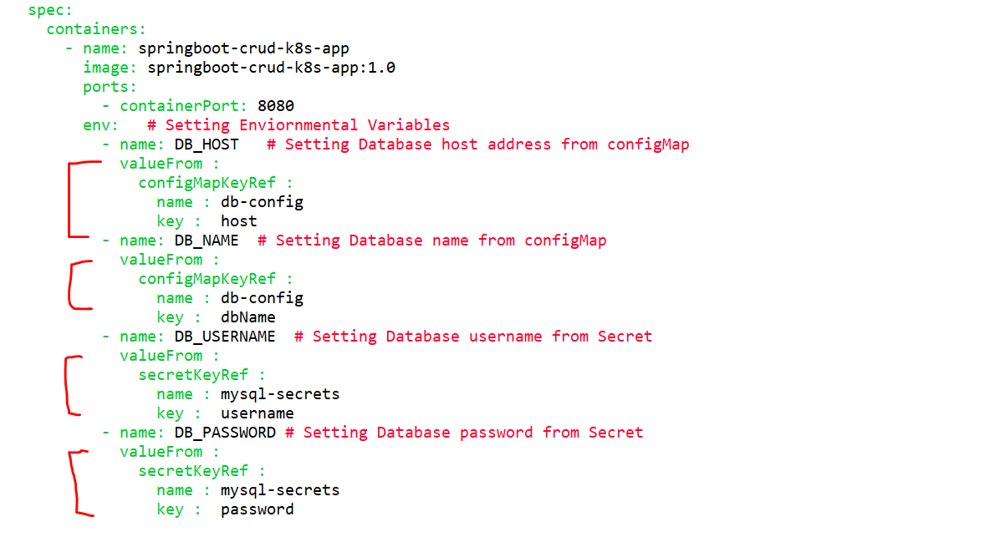 spec:
containers:
- name: springboot-crud-k8s-app
image: springboot-crud-k8s-app:1.0
ports:
- containerPort: 8080
env:   # Setting Enviornmental Variables
- name: DB_HOST   # Setting Database host address from configMap
valueFrom :
configMapKeyRef :
name : db-config
key :  host
- name: DB_NAME  # Setting Database name from configMap
valueFrom :
configMapKeyRef :
name : db-config
key :  dbName
- name: DB_USERNAME  # Setting Database username from Secret
valueFrom :
secretKeyRef :
name : mysql-secrets
key :  username
- name: DB_PASSWORD # Setting Database password from Secret
valueFrom :
secretKeyRef :
name : mysql-secrets
key :  password